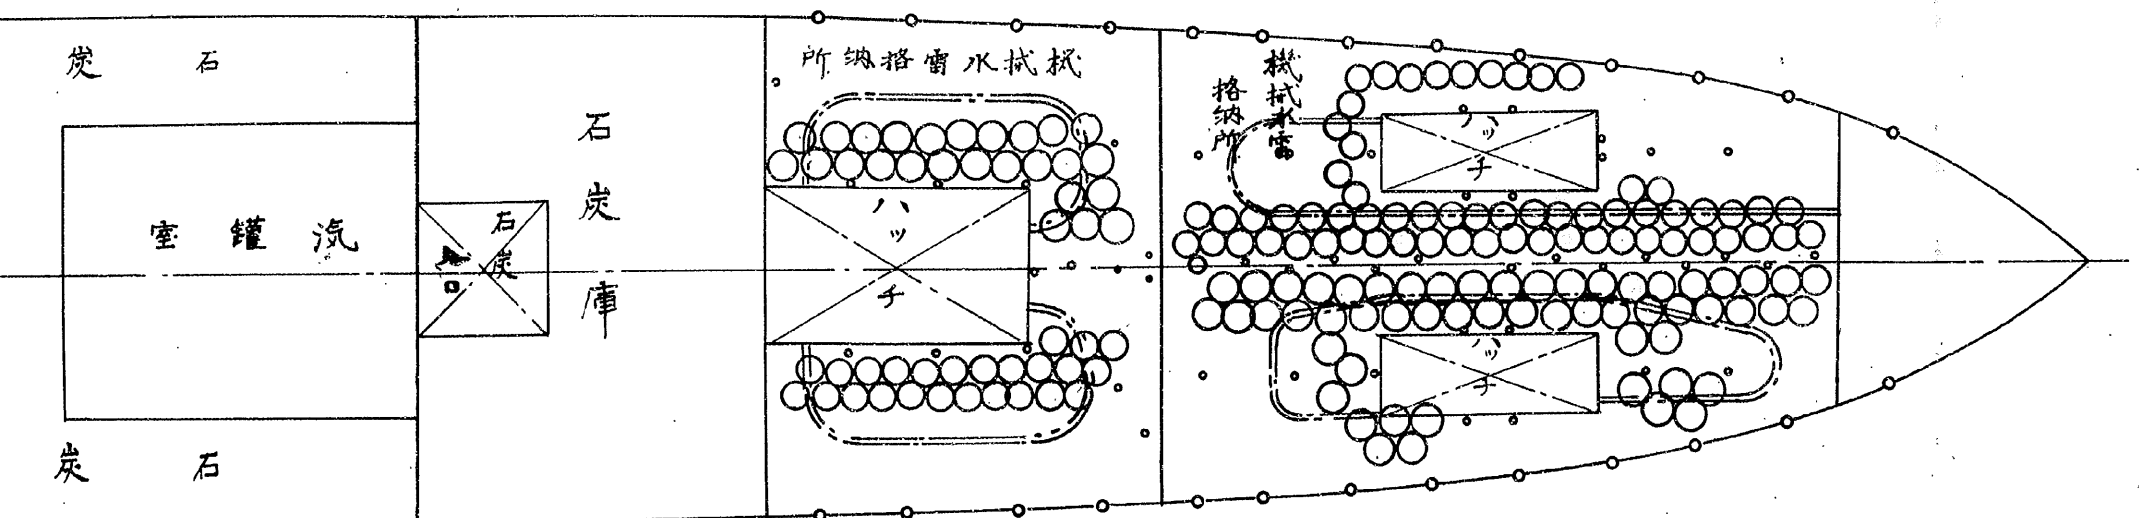 機械水雷
格納所
ハッチ
ハッチ
機械水雷格納所
ハッチ
石炭庫
石炭
石炭
汽罐室
石炭